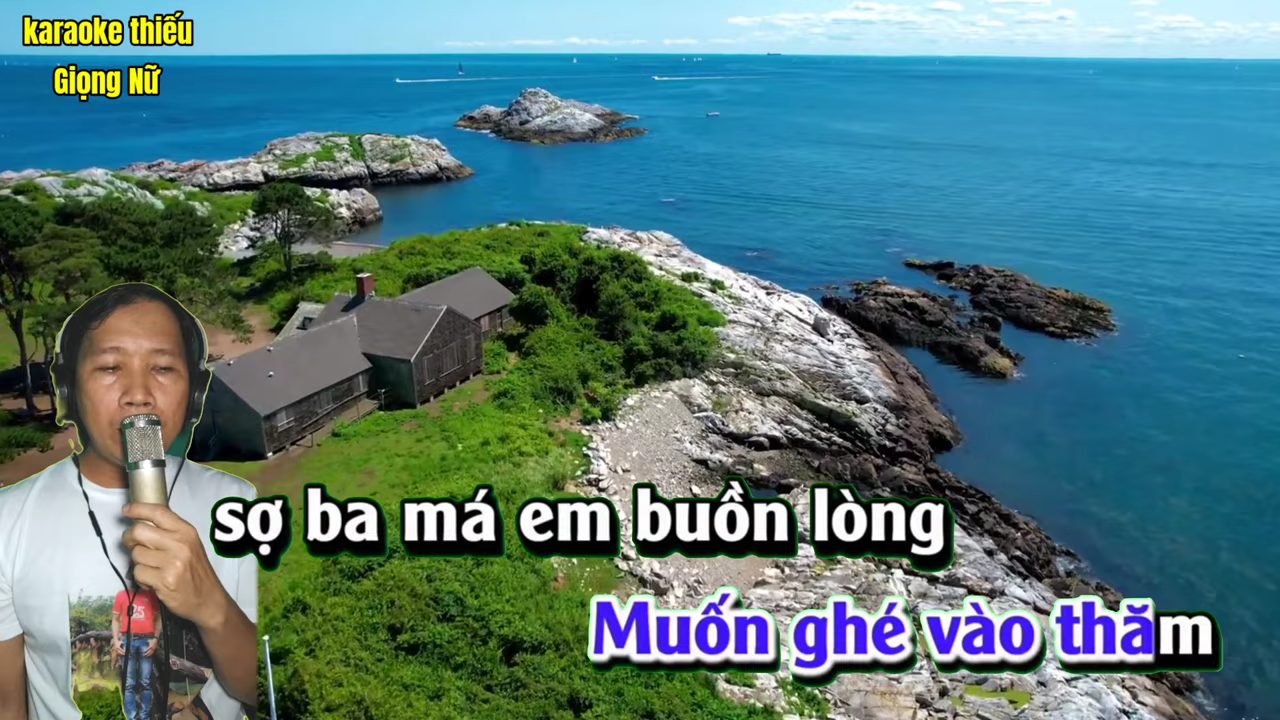 karaoke thiếu
Giọng Nữ
sợ ba má em buồn lòng
Muốn ghé vào thăm